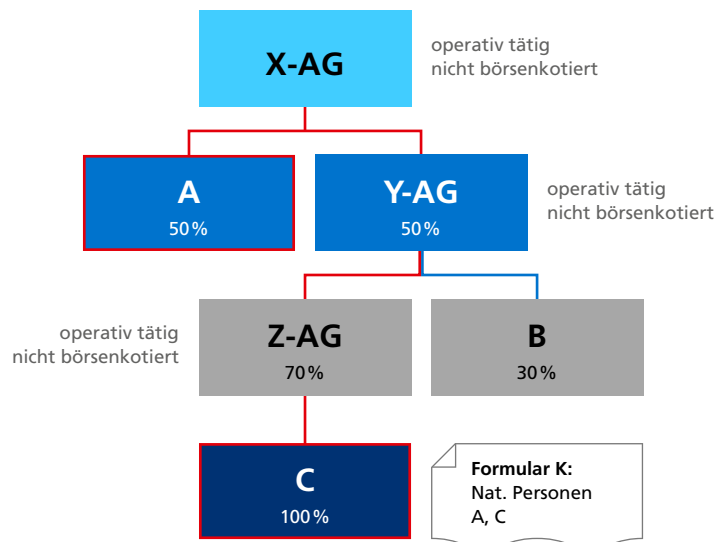 X-AG
operativ tätig
nicht börsenkotiert
A
50%
Y-AG
50%
operativ tätig
nicht börsenkotiert
operativ tätig
nicht börsenkotiert
Z-AG
70%
B
30%
C
100%
Formular K:
Nat. Personen
A, C